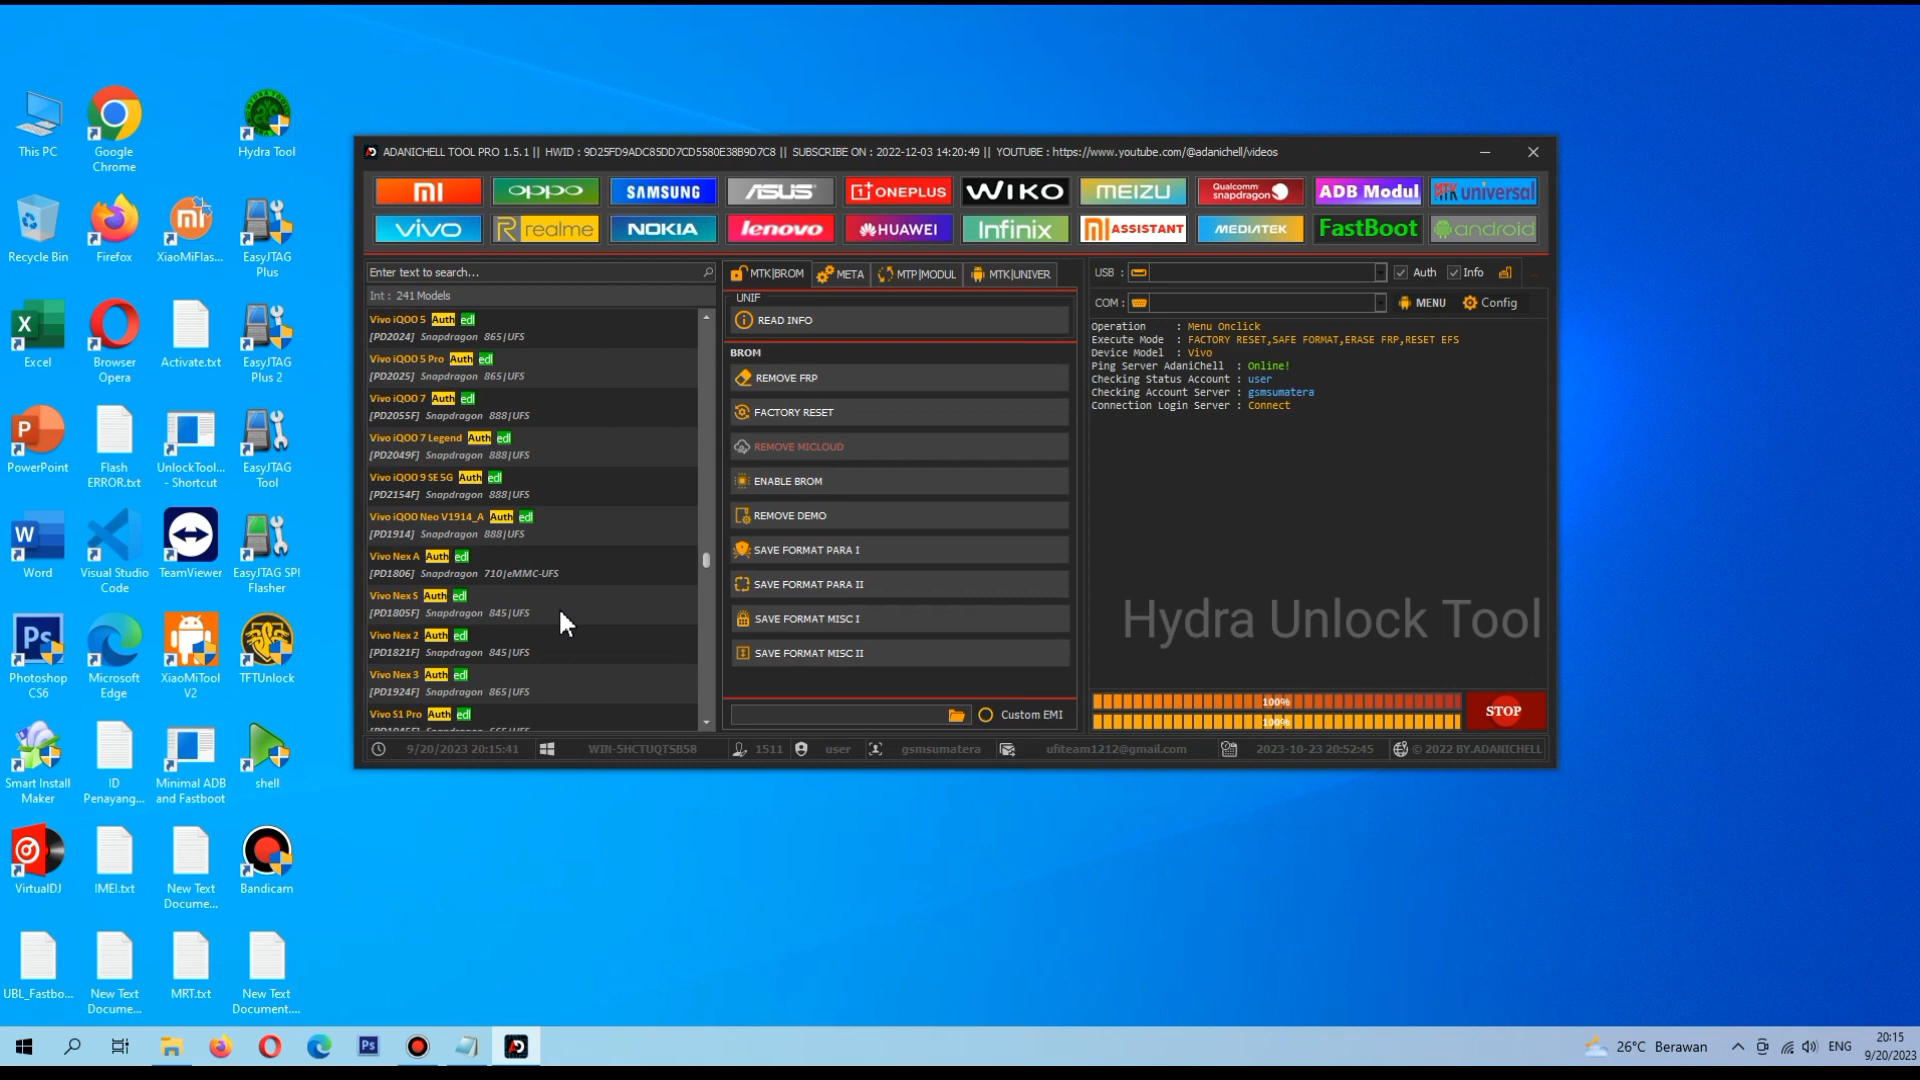 This PC
Google
Chrome
Hydra Tool
Recycle Bin
Firefox
XiaoMiFlas...
EasyJTAG
Plus
Excel
Browser
Opera
Activate.txt
EasyJTAG
Plus 2
PowerPoint
Flash
ERROR.txt
UnlockTool...
- Shortcut
EasyJTAG
Tool
Word
Visual Studio
Code
TeamViewer
EasyJTAG SPI
Flasher
Photoshop
CS6
Microsoft
Edge
XiaoMiTool
V2
TFTUnlock
Smart Install
Maker
ID
Penayang...
Minimal ADB
and Fastboot
shell
VirtualDJ
IMEI.txt
New Text
Docume...
Bandicam
UBL_Fastbo...
New Text
Docume...
MRT.txt
New Text
Document....
ADANICHELL TOOL PRO 1.5.1 || HWID : 9D25FD9ADC85DD7CD5580E38B9D7C8 || SUBSCRIBE ON : 2022-12-03 14:20:49 || YOUTUBE : https://www.youtube.com/@adanichell/videos
oppo SAMSUNG ASUS ONEPLUS WIKO MEIZU Qualcomm snapdragon ADB Modul MTK universal
vivo realme NOKIA lenovo HUAWEI Infinix ASSISTANT MEDIATEK FastBoot android
Enter text to search...
Int : 241 Models
Vivo iQOO 5 Auth edl
[PD2024] Snapdragon 865|UFS
Vivo iQOO 5 Pro Auth edl
[PD2025] Snapdragon 865|UFS
Vivo iQOO 7 Auth edl
[PD2055F] Snapdragon 888|UFS
Vivo iQOO 7 Legend Auth edl
[PD2049F] Snapdragon 888|UFS
Vivo iQOO 9 SE 5G Auth edl
[PD2154F] Snapdragon 888|UFS
Vivo iQOO Neo V1914_A Auth edl
[PD1914] Snapdragon 888|UFS
Vivo Nex A Auth edl
[PD1806] Snapdragon 710|eMMC-UFS
Vivo Nex S Auth edl
[PD1805F] Snapdragon 845|UFS
Vivo Nex 2 Auth edl
[PD1821F] Snapdragon 845|UFS
Vivo Nex 3 Auth edl
[PD1924F] Snapdragon 865|UFS
Vivo S1 Pro Auth edl
MTK|BROM META MTP|MODUL MTK|UNIVER
UNIF
READ INFO
BROM
REMOVE FRP
FACTORY RESET
REMOVE MICLOUD
ENABLE BROM
REMOVE DEMO
SAVE FORMAT PARA I
SAVE FORMAT PARA II
SAVE FORMAT MISC I
SAVE FORMAT MISC II
Custom EMI
USB : Auth Info
COM : MENU Config
Operation : Menu Onclick
Execute Mode : FACTORY RESET,SAFE FORMAT,ERASE FRP,RESET EFS
Device Model : Vivo
Ping Server AdaniChell : Online!
Checking Status Account : user
Checking Account Server : gsmsumatera
Connection Login Server : Connect
Hydra Unlock Tool
100%
100%
STOP
9/20/2023 20:15:41 WIN-5HCTUQTSB58 1511 user gsmsumatera ufiteam1212@gmail.com 2023-10-23 20:52:45 © 2022 BY.ADANICHELL
26°C Berawan ENG
20:15
9/20/2023